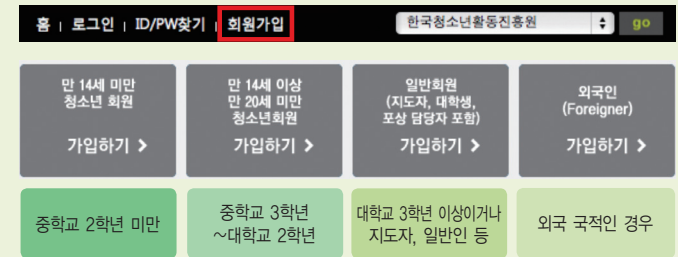 홈 | 로그인 | ID/PW찾기 | 회원가입 한국청소년활동진흥원 go
만 14세 미만
청소년 회원
가입하기 >
만 14세 이상
만 20세 미만
청소년회원
가입하기 >
일반회원
(지도자, 대학생,
포상 담당자 포함)
가입하기 >
외국인
(Foreigner)
가입하기 >
중학교 2학년 미만
중학교 3학년
~대학교 2학년
대학교 3학년 이상이거나
지도자, 일반인 등
외국 국적인 경우